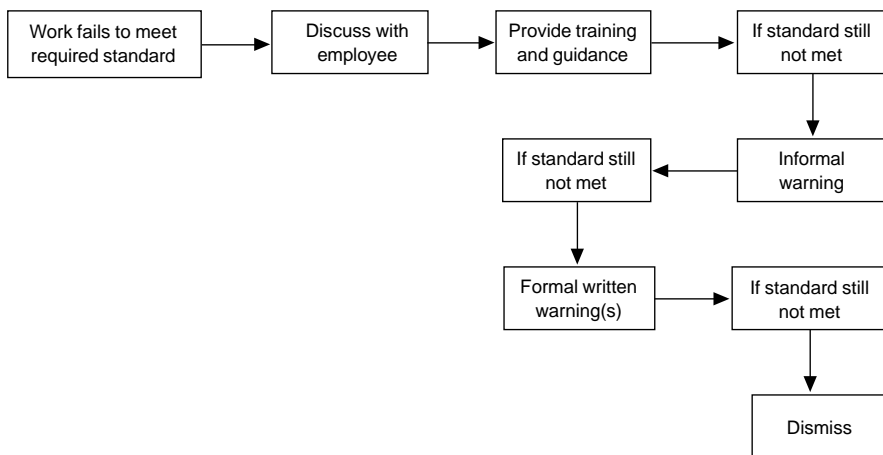 Work fails to meet
required standard
Discuss with
employee
Provide training
and guidance
If standard still
not met
Informal
warning
If standard still
not met
Formal written
warning(s)
If standard still
not met
Dismiss